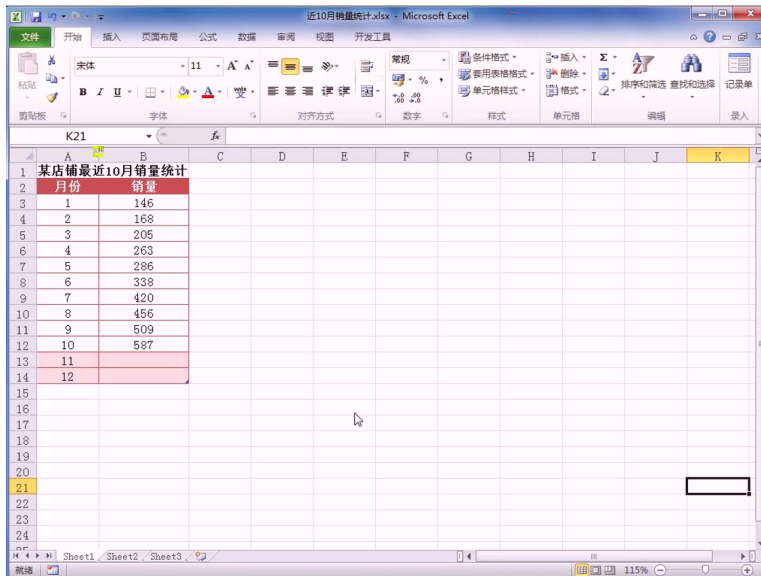 近10月销量统计.xlsx - Microsoft Excel
文件 开始 插入 页面布局 公式 数据 审阅 视图 开发工具
宋体 11 A A 常规 条件格式 插入 Σ
粘贴 套用表格格式 删除 排序和筛选 查找和选择 记录单
B I U A 变 % , 单元格样式 格式
剪贴板 字体 对齐方式 数字 样式 单元格 编辑 录入
K21 fx
A B C D E F G H I J K
1 某店铺最近10月销量统计
2 月份 销量
3 1 146
4 2 168
5 3 205
6 4 263
7 5 286
8 6 338
9 7 420
10 8 456
11 9 509
12 10 587
13 11
14 12
15
16
17
18
19
20
21
22
23
24
Sheet1 Sheet2 Sheet3
就绪 115%